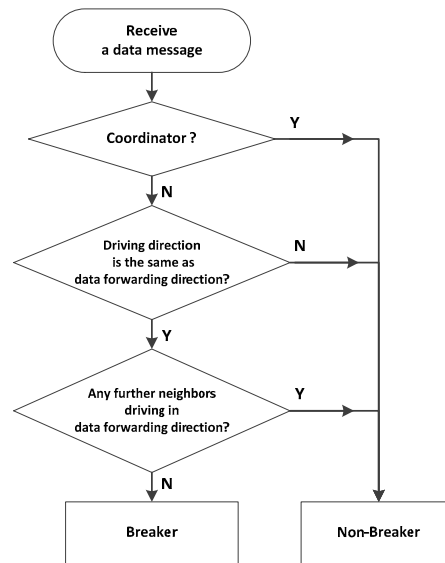 Receive
a data message
Coordinator ?
Y
N
Driving direction
is the same as
data forwarding direction?
N
Y
Any further neighbors
driving in
data forwarding direction?
Y
N
Breaker
Non-Breaker